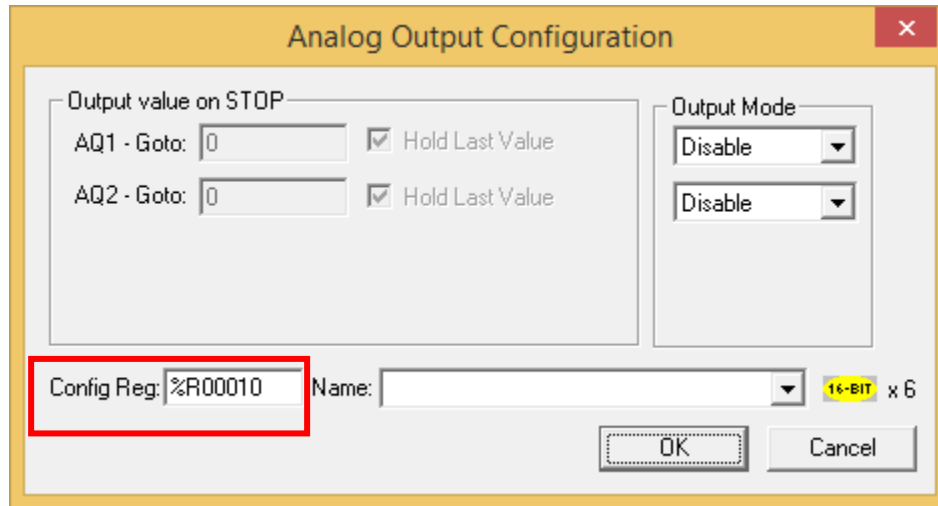 Analog Output Configuration
Output value on STOP
AQ1 - Goto: 0 Hold Last Value
AQ2 - Goto: 0 Hold Last Value
Output Mode
Disable
Disable
Config Reg: %R00010 Name: 16-BIT x 6
OK Cancel